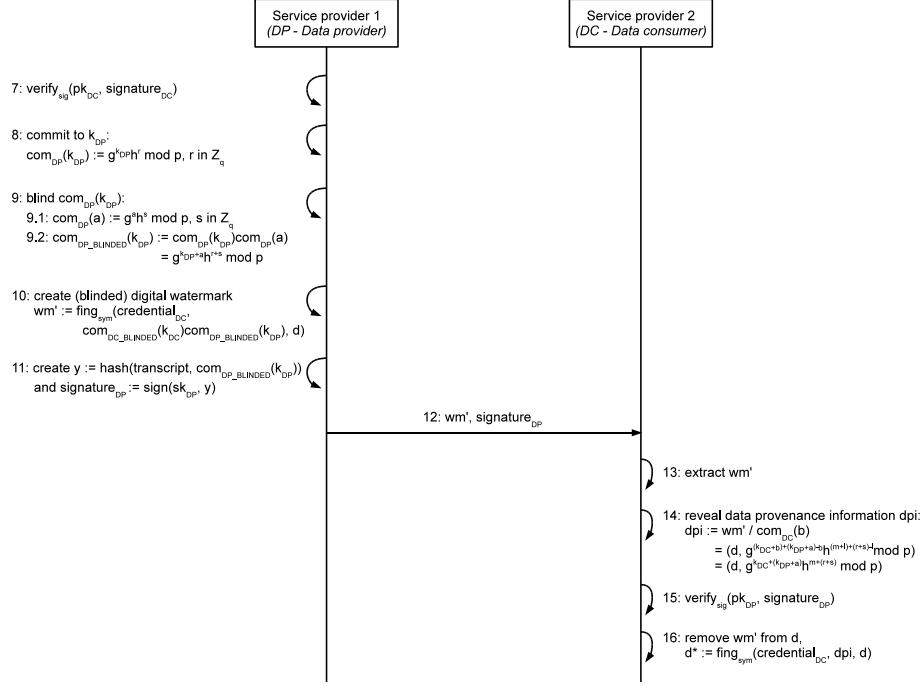 Service provider 1
(DP - Data provider)
Service provider 2
(DC - Data consumer)
7: verify_sig(pk_DC, signature_DC)
8: commit to k_DP:
com_DP(k_DP) := g^k_DP h^r mod p, r in Z_q
9: blind com_DP(k_DP):
9.1: com_DP(a) := g^a h^s mod p, s in Z_q
9.2: com_DP_BLINDED(k_DP) := com_DP(k_DP)com_DP(a)
= g^(k_DP+a) h^(r+s) mod p
10: create (blinded) digital watermark
wm' := fing_sym(credential_DC,
com_DC_BLINDED(k_DC)com_DP_BLINDED(k_DP), d)
11: create y := hash(transcript, com_DP_BLINDED(k_DP))
and signature_DP := sign(sk_DP, y)
12: wm', signature_DP
13: extract wm'
14: reveal data provenance information dpi:
dpi := wm' / com_DC(b)
= (d, g^((k_DC+b)+(k_DP+a)-b) h^((m+l)+(r+s)-l) mod p)
= (d, g^(k_DC+(k_DP+a)) h^(m+(r+s)) mod p)
15: verify_sig(pk_DP, signature_DP)
16: remove wm' from d,
d* := fing_sym(credential_DC, dpi, d)